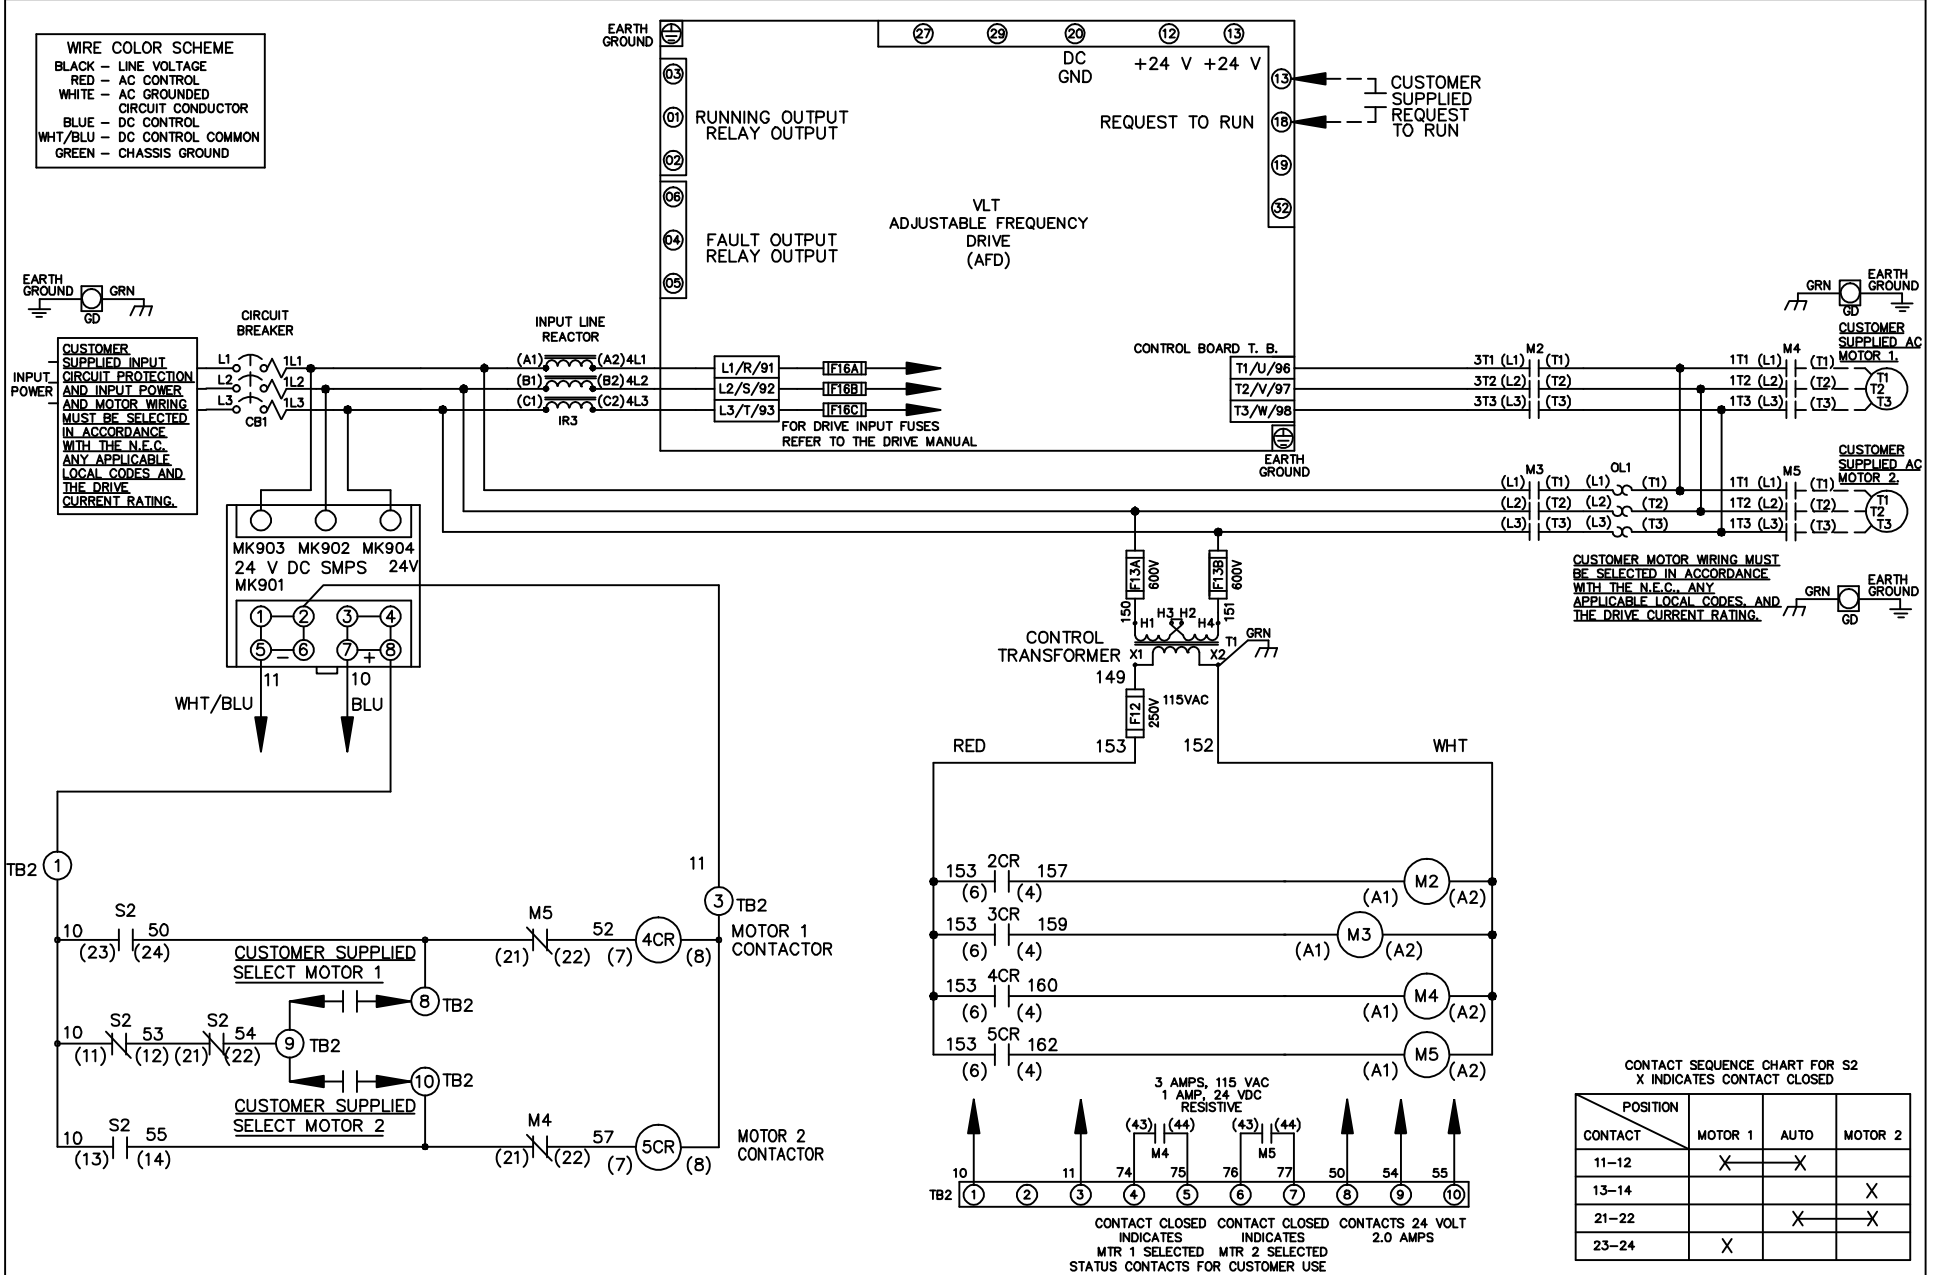 WIRE COLOR SCHEME
BLACK – LINE VOLTAGE
RED – AC CONTROL
WHITE – AC GROUNDED
CIRCUIT CONDUCTOR
BLUE – DC CONTROL
WHT/BLU – DC CONTROL COMMON
GREEN – CHASSIS GROUND
EARTH
GROUND
27 29 20 12 13
DC
GND
+24 V +24 V
03
01
02
RUNNING OUTPUT
RELAY OUTPUT
06
04
05
FAULT OUTPUT
RELAY OUTPUT
VLT
ADJUSTABLE FREQUENCY
DRIVE
(AFD)
REQUEST TO RUN
13
18
19
32
CUSTOMER
SUPPLIED
REQUEST
TO RUN
EARTH
GROUND
GRN
GD
INPUT
POWER
CUSTOMER
SUPPLIED INPUT
CIRCUIT PROTECTION
AND INPUT POWER
AND MOTOR WIRING
MUST BE SELECTED
IN ACCORDANCE
WITH THE N.E.C.
ANY APPLICABLE
LOCAL CODES AND
THE DRIVE
CURRENT RATING.
CIRCUIT
BREAKER
L1 1L1
L2 1L2
L3 1L3
CB1
INPUT LINE
REACTOR
(A1) (A2) 4L1
(B1) (B2) 4L2
(C1) (C2) 4L3
IR3
L1/R/91 F16A
L2/S/92 F16B
L3/T/93 F16C
FOR DRIVE INPUT FUSES
REFER TO THE DRIVE MANUAL
CONTROL BOARD T. B.
T1/U/96
T2/V/97
T3/W/98
EARTH
GROUND
M2
3T1 (L1) (T1)
3T2 (L2) (T2)
3T3 (L3) (T3)
M4
1T1 (L1) (T1)
1T2 (L2) (T2)
1T3 (L3) (T3)
GRN
EARTH
GROUND
GD
CUSTOMER
SUPPLIED AC
MOTOR 1.
T1
T2
T3
M3
(L1) (T1)
(L2) (T2)
(L3) (T3)
OL1
(L1) (T1)
(L2) (T2)
(L3) (T3)
M5
1T1 (L1) (T1)
1T2 (L2) (T2)
1T3 (L3) (T3)
CUSTOMER
SUPPLIED AC
MOTOR 2.
T1
T2
T3
CUSTOMER MOTOR WIRING MUST
BE SELECTED IN ACCORDANCE
WITH THE N.E.C., ANY
APPLICABLE LOCAL CODES, AND
THE DRIVE CURRENT RATING.
GRN
EARTH
GROUND
GD
MK903 MK902 MK904
24 V DC SMPS 24V
MK901
1 2 3 4
5 – 6 7 + 8
11
10
WHT/BLU
BLU
F13A
600V
F13B
600V
150
151
H1 H3 H2 H4
CONTROL
TRANSFORMER
X1 X2
T1
GRN
149
F12
250V
115VAC
153
152
RED
WHT
TB2 1
11
3 TB2
10 S2 50
(23) (24)
M5
(21) (22)
52
(7) 4CR (8)
MOTOR 1
CONTACTOR
CUSTOMER SUPPLIED
SELECT MOTOR 1
8 TB2
10 S2 53 S2 54
(11) (12) (21) (22)
9 TB2
10 TB2
CUSTOMER SUPPLIED
SELECT MOTOR 2
10 S2 55
(13) (14)
M4
(21) (22)
57
(7) 5CR (8)
MOTOR 2
CONTACTOR
153 2CR 157
(6) (4)
(A1) M2 (A2)
153 3CR 159
(6) (4)
(A1) M3 (A2)
153 4CR 160
(6) (4)
(A1) M4 (A2)
153 5CR 162
(6) (4)
(A1) M5 (A2)
3 AMPS, 115 VAC
1 AMP, 24 VDC
RESISTIVE
(43) (44)
M4
(43) (44)
M5
10 11 74 75 76 77 50 54 55
TB2 1 2 3 4 5 6 7 8 9 10
CONTACT CLOSED
INDICATES
MTR 1 SELECTED
CONTACT CLOSED
INDICATES
MTR 2 SELECTED
STATUS CONTACTS FOR CUSTOMER USE
CONTACTS 24 VOLT
2.0 AMPS
CONTACT SEQUENCE CHART FOR S2
X INDICATES CONTACT CLOSED
POSITION
CONTACT MOTOR 1 AUTO MOTOR 2
11–12 X X
13–14 X
21–22 X X
23–24 X